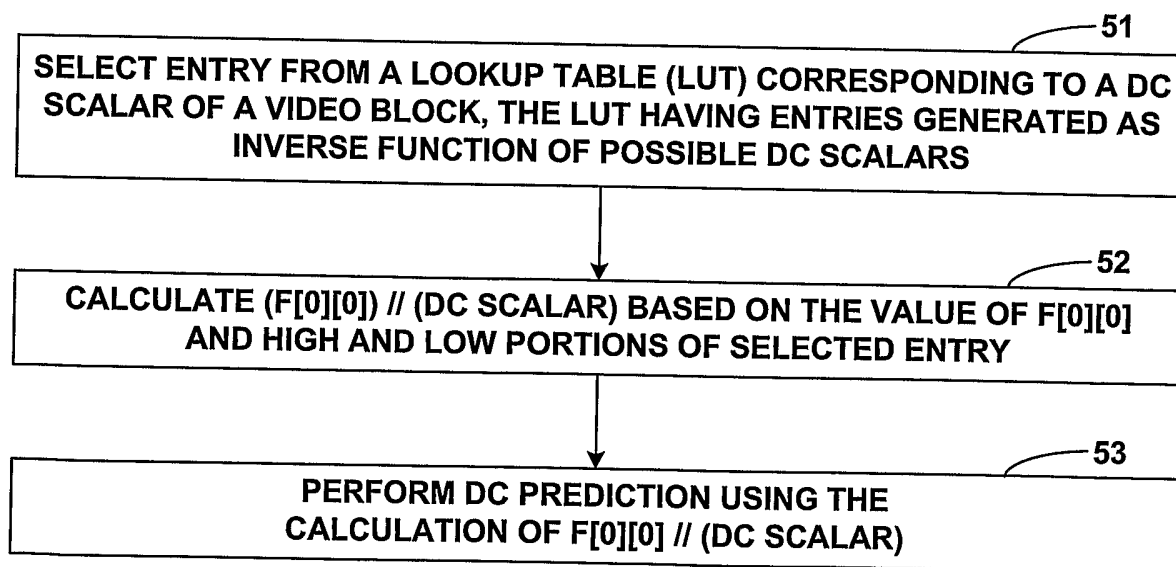 51
SELECT ENTRY FROM A LOOKUP TABLE (LUT) CORRESPONDING TO A DC
SCALAR OF A VIDEO BLOCK, THE LUT HAVING ENTRIES GENERATED AS
INVERSE FUNCTION OF POSSIBLE DC SCALARS
52
CALCULATE (F[0][0]) // (DC SCALAR) BASED ON THE VALUE OF F[0][0]
AND HIGH AND LOW PORTIONS OF SELECTED ENTRY
53
PERFORM DC PREDICTION USING THE
CALCULATION OF F[0][0] // (DC SCALAR)